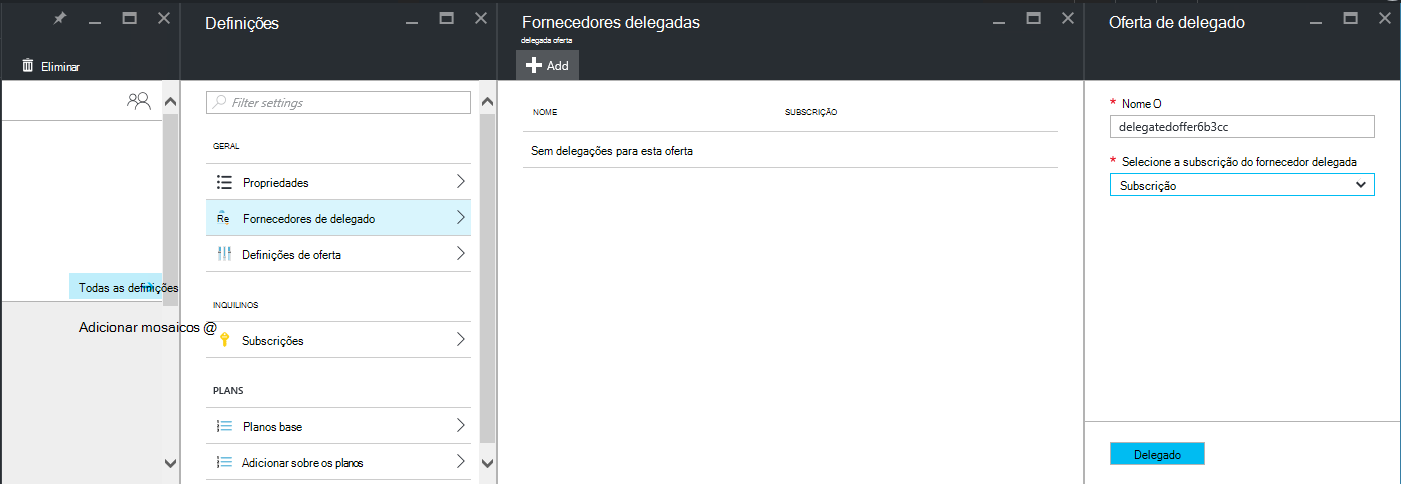 Eliminar
Todas as definições
Adicionar mosaicos @
Definições
Filter settings
GERAL
Propriedades
Fornecedores de delegado
Definições de oferta
INQUILINOS
Subscrições
PLANS
Planos base
Adicionar sobre os planos
Fornecedores delegadas
delegada oferta
Add
NOME SUBSCRIÇÃO
Sem delegações para esta oferta
Oferta de delegado
* Nome O
delegatedoffer6b3cc
* Selecione a subscrição do fornecedor delegada
Subscrição
Delegado